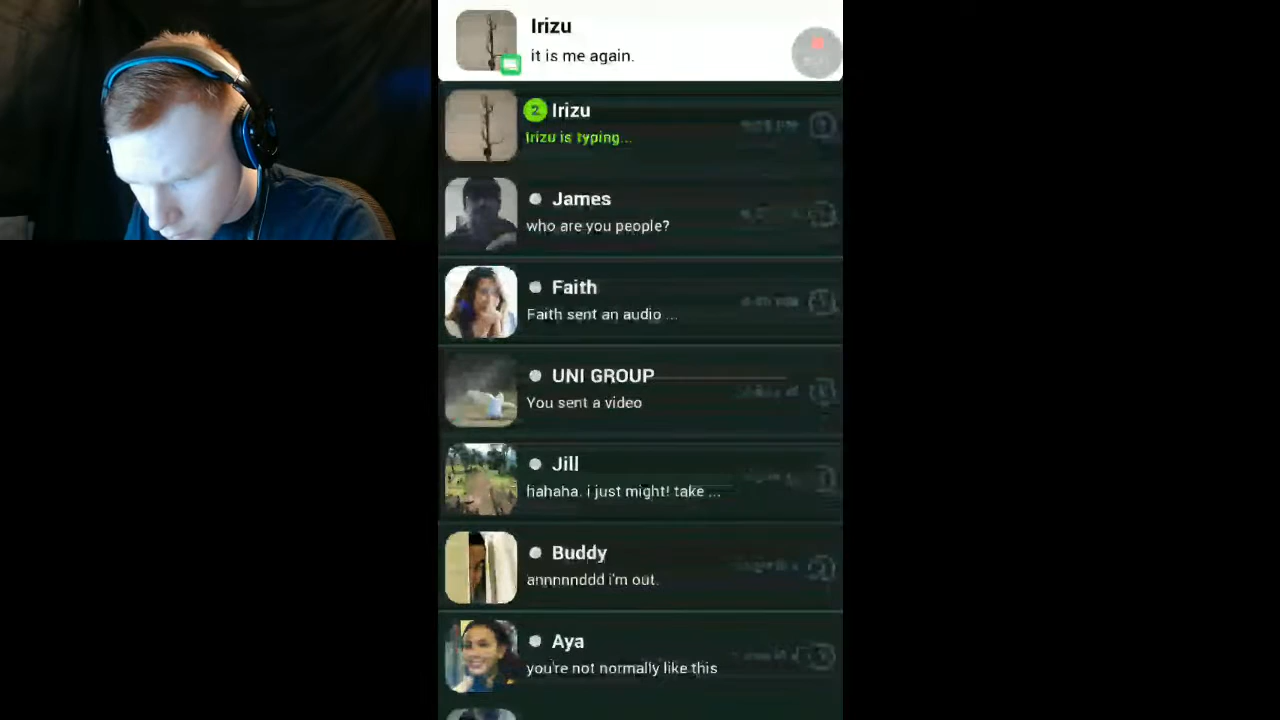 Irizu
it is me again.
2 Irizu
Irizu is typing...
James
who are you people?
Faith
Faith sent an audio ...
UNI GROUP
You sent a video
Jill
hahaha. i just might! take ...
Buddy
annnnnddd i'm out.
Aya
you're not normally like this